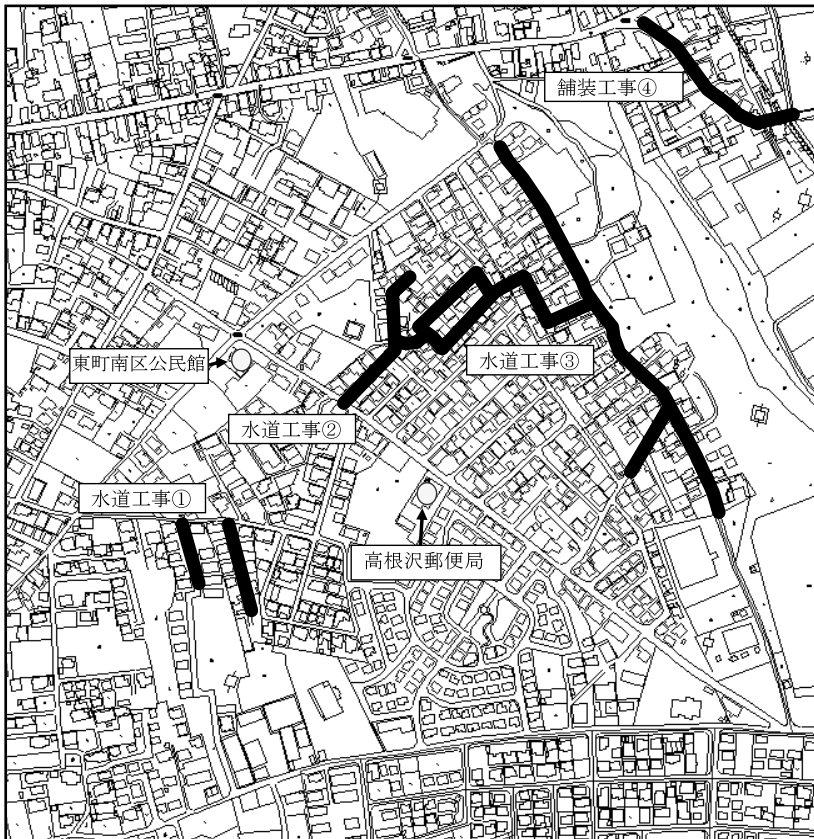 舗装工事④
水道工事③
東町南区公民館
水道工事②
水道工事①
高根沢郵便局